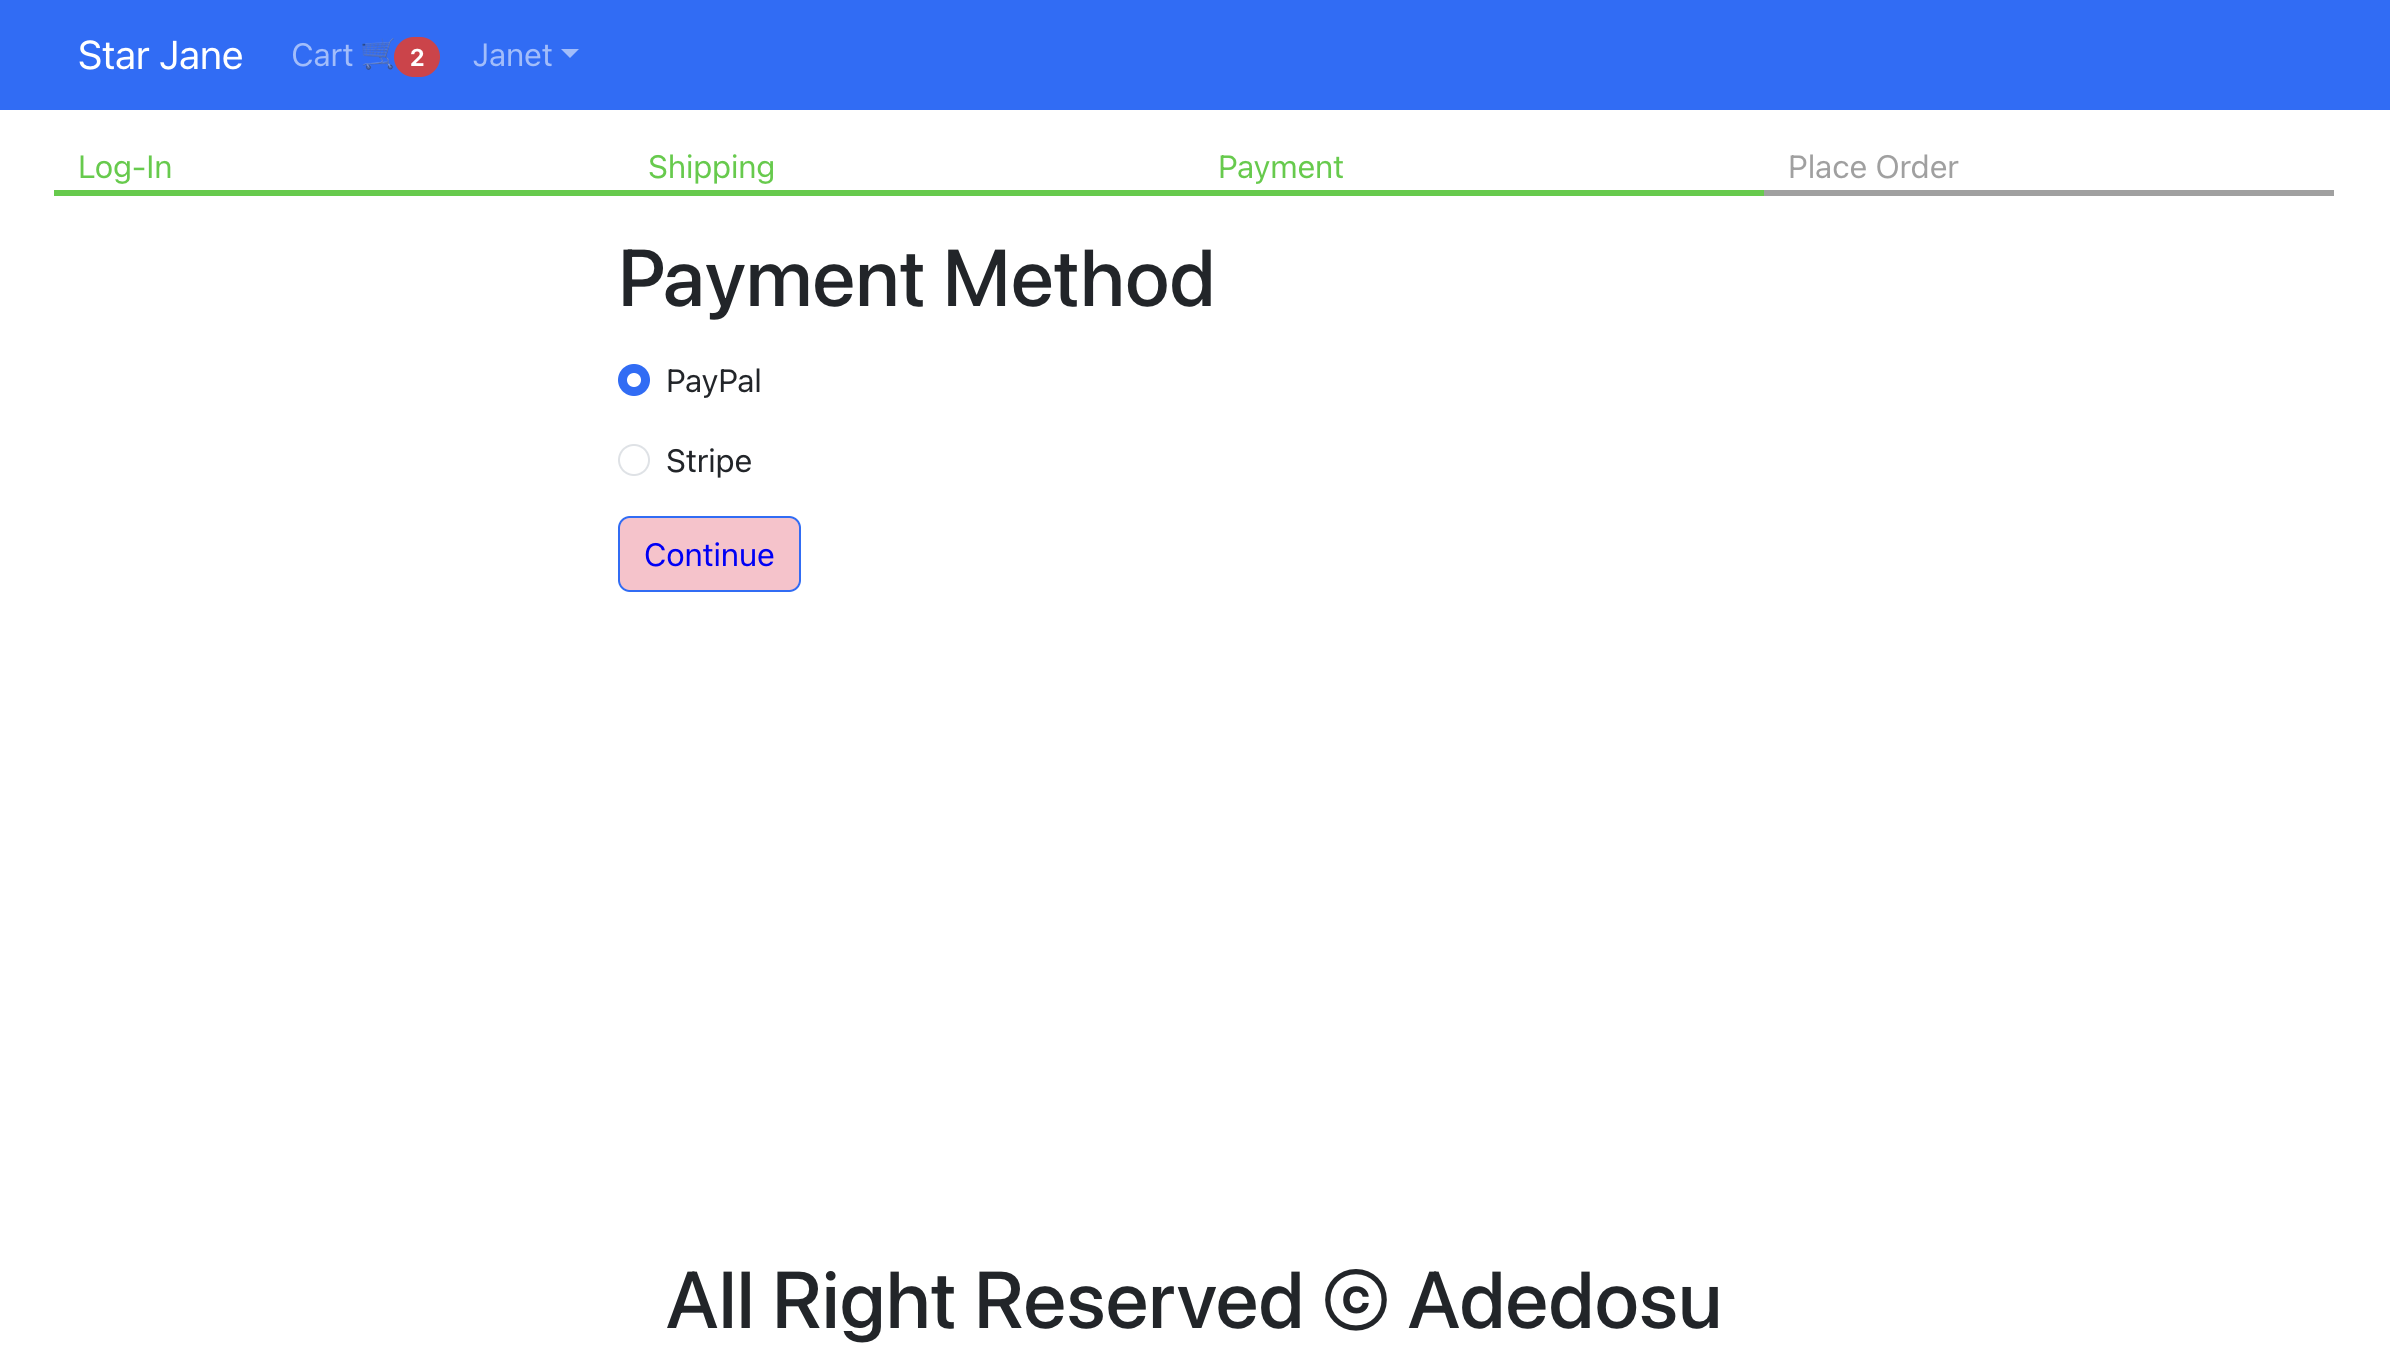 Star Jane Cart 🛒 2 Janet
Log-In Shipping Payment Place Order
Payment Method
PayPal
Stripe
Continue
All Right Reserved © Adedosu